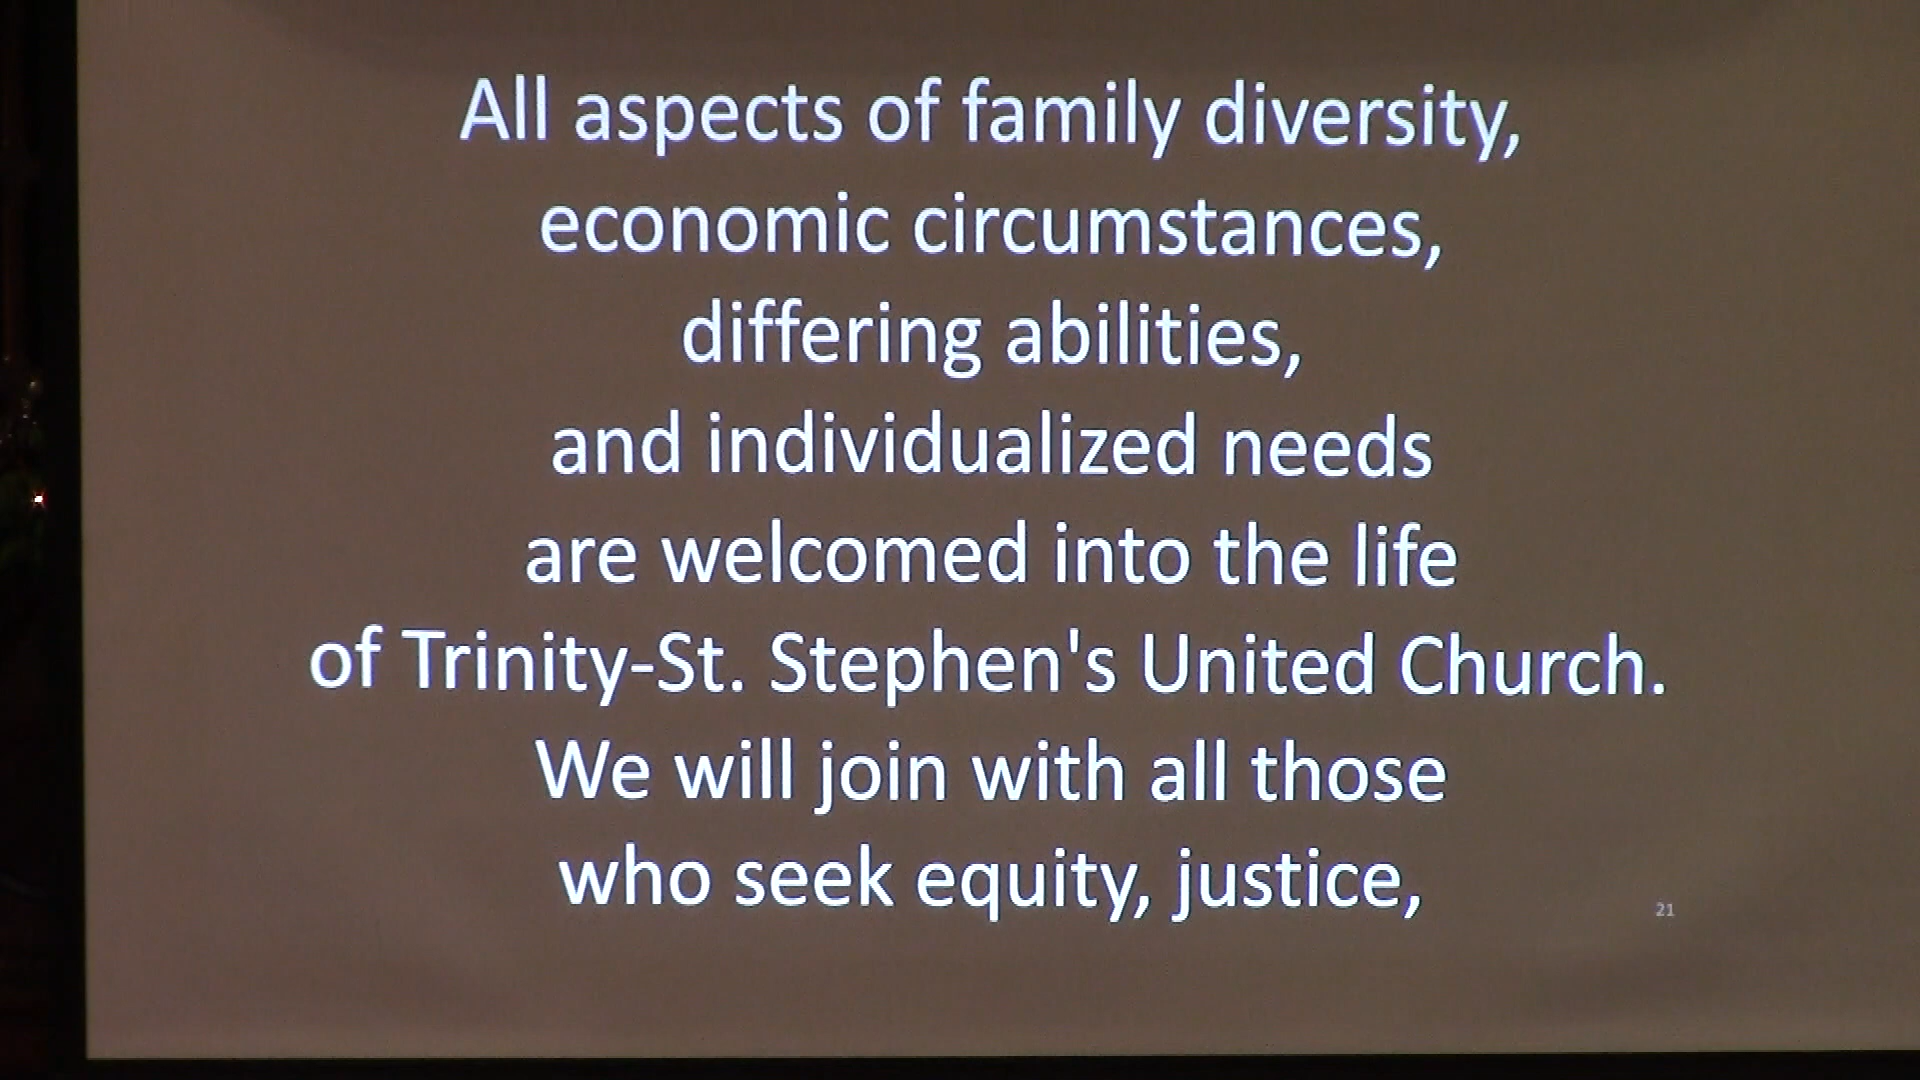 All aspects of family diversity,
economic circumstances,
differing abilities,
and individualized needs
are welcomed into the life
of Trinity-St. Stephen's United Church.
We will join with all those
who seek equity, justice,
21